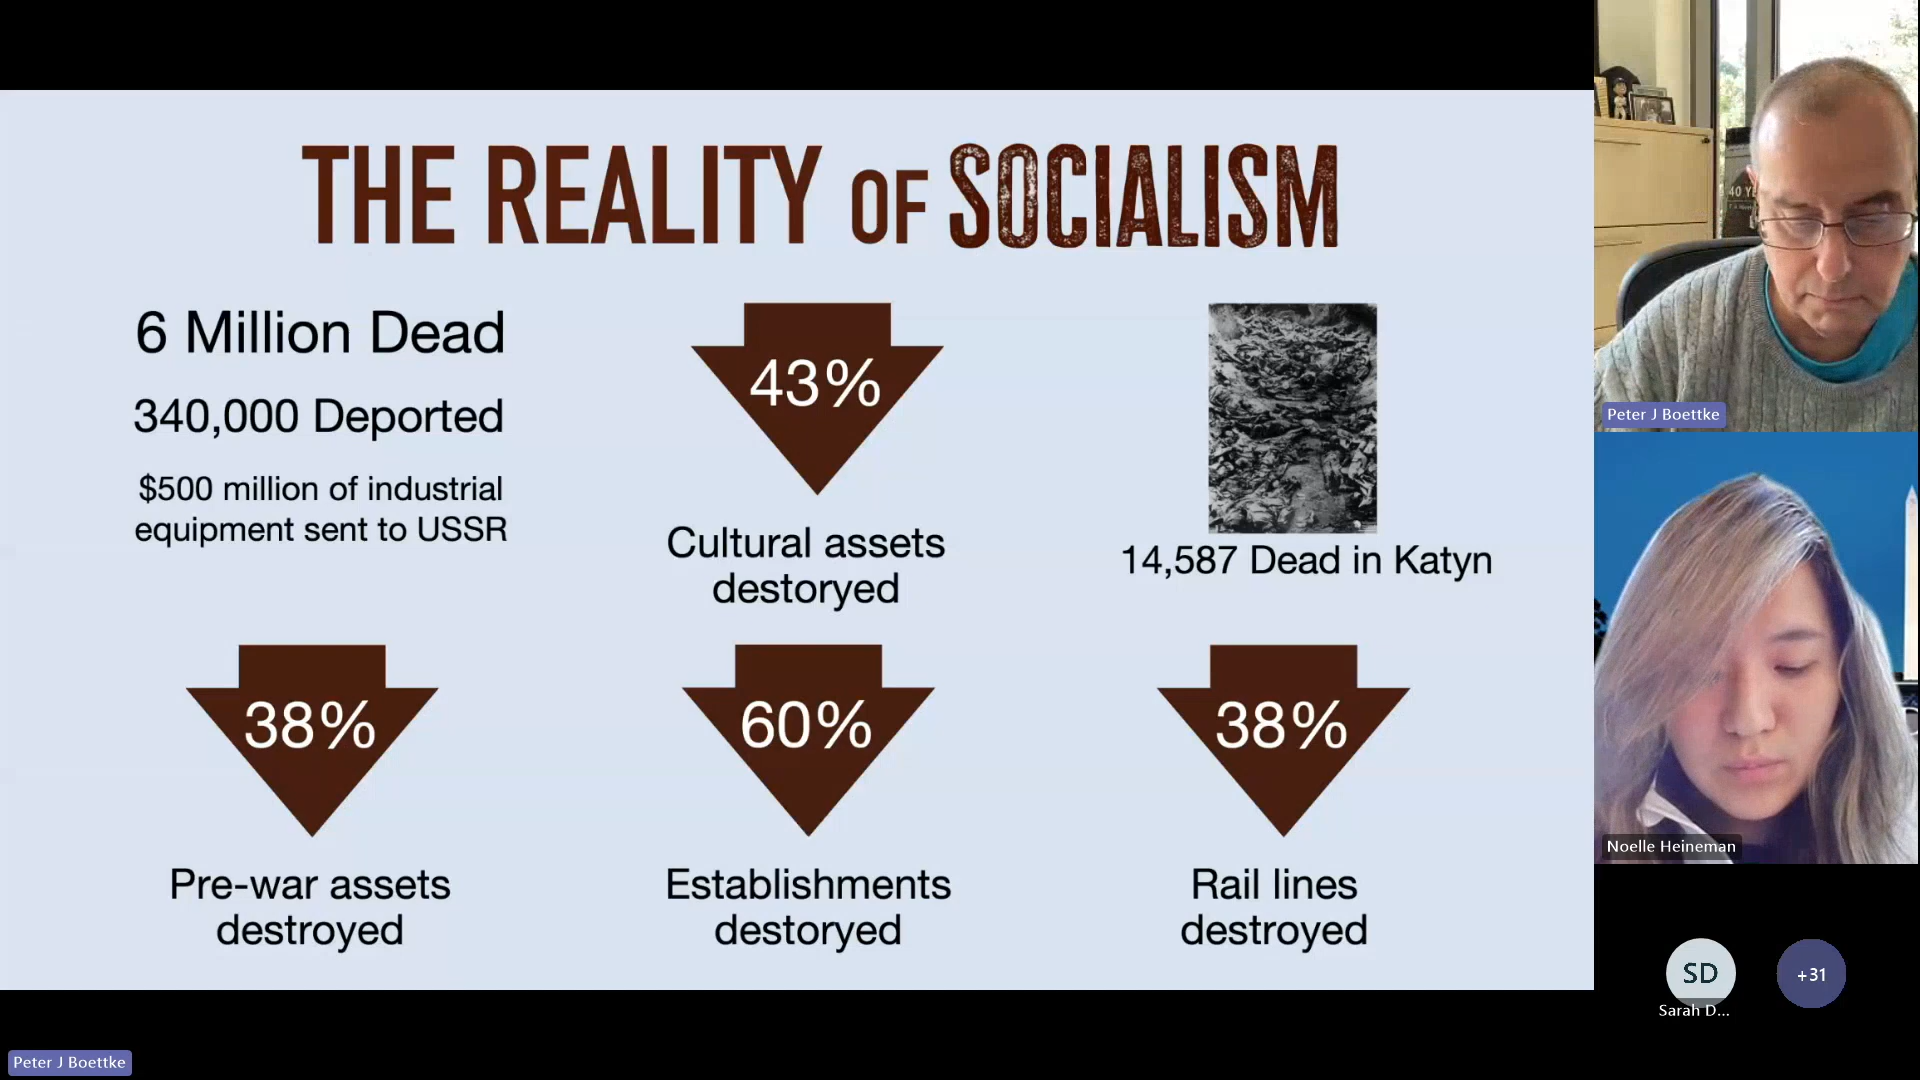 THE REALITY OF SOCIALISM
6 Million Dead
340,000 Deported
$500 million of industrial
equipment sent to USSR
43%
Cultural assets
destoryed
14,587 Dead in Katyn
38%
Pre-war assets
destroyed
60%
Establishments
destoryed
38%
Rail lines
destroyed
40 YE
Peter J Boettke
Noelle Heineman
SD
Sarah D...
+31
Peter J Boettke